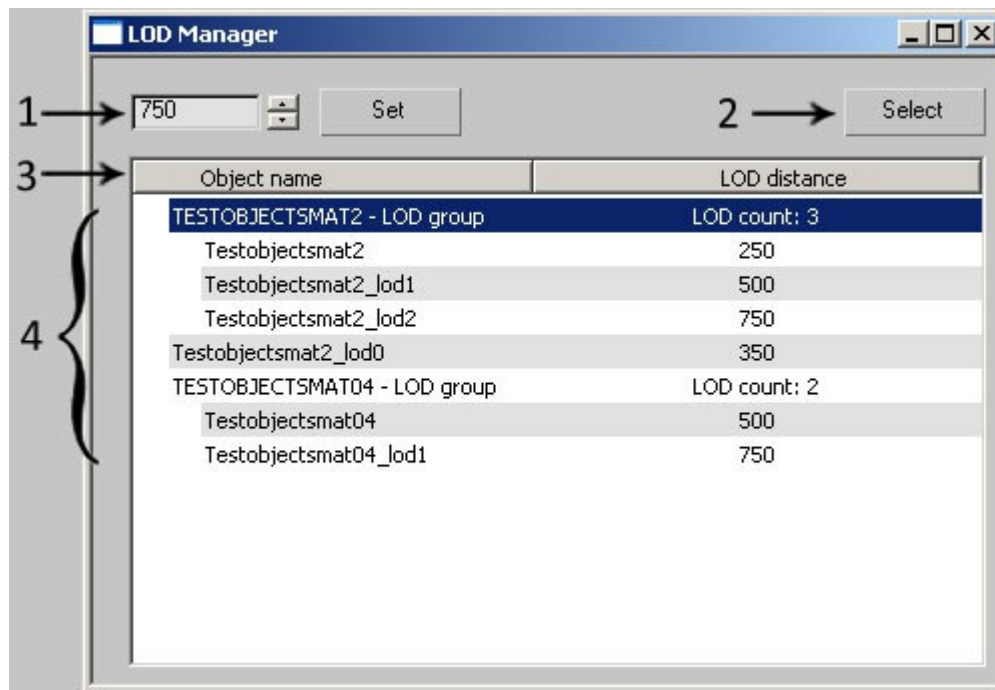 LOD Manager
1 750 Set 2 Select
3 Object name LOD distance
TESTOBJECTSMAT2 - LOD group LOD count: 3
Testobjectsmat2 250
Testobjectsmat2_lod1 500
4 Testobjectsmat2_lod2 750
Testobjectsmat2_lod0 350
TESTOBJECTSMAT04 - LOD group LOD count: 2
Testobjectsmat04 500
Testobjectsmat04_lod1 750